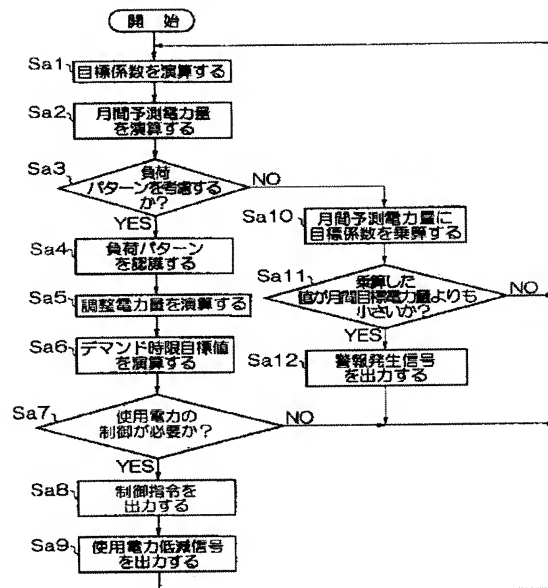 開 始
Sa1
目標係数を演算する
Sa2
月間予測電力量
を演算する
Sa3
負荷
パターンを考慮する
か?
NO
YES
Sa4
負荷パターン
を認識する
Sa5
調整電力量を演算する
Sa6
デマンド時限目標値
を演算する
Sa7
使用電力の
制御が必要か?
NO
YES
Sa8
制御指令を
出力する
Sa9
使用電力低減信号
を出力する
Sa10
月間予測電力量に
目標係数を乗算する
Sa11
乗算した
値が月間目標電力量よりも
小さいか?
NO
YES
Sa12
警報発生信号
を出力する